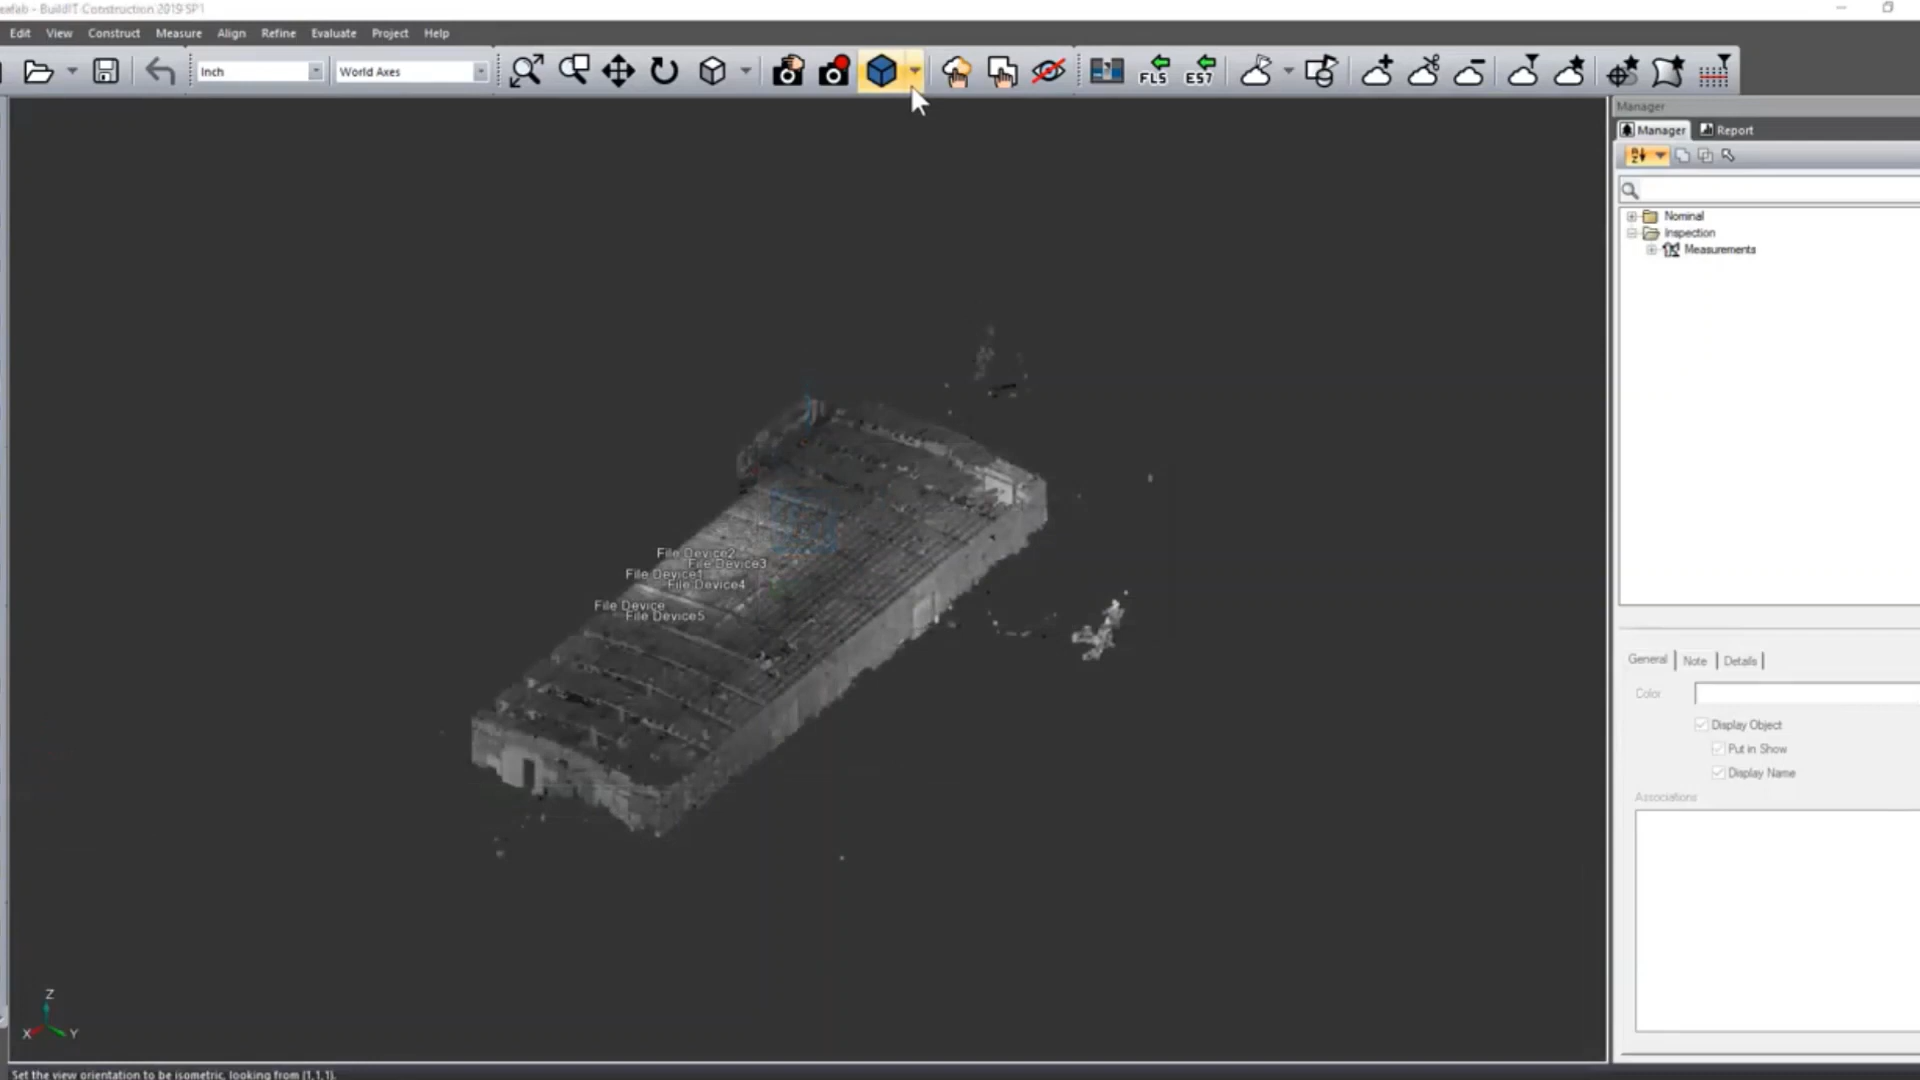 - BuildIT Construction 2019 SP1
Edit View Construct Measure Align Refine Evaluate Project Help
Inch World Axes FLS ES7
Manager
Manager Report
Nominal
Inspection
Measurements
File Device2
File Device3
File Device1
File Device4
File Device
File Device5
General Note Details
Color
Display Object
Put in Show
Display Name
Associations
Z
X Y
Set the view orientation to be isometric, looking from (1,1,1).